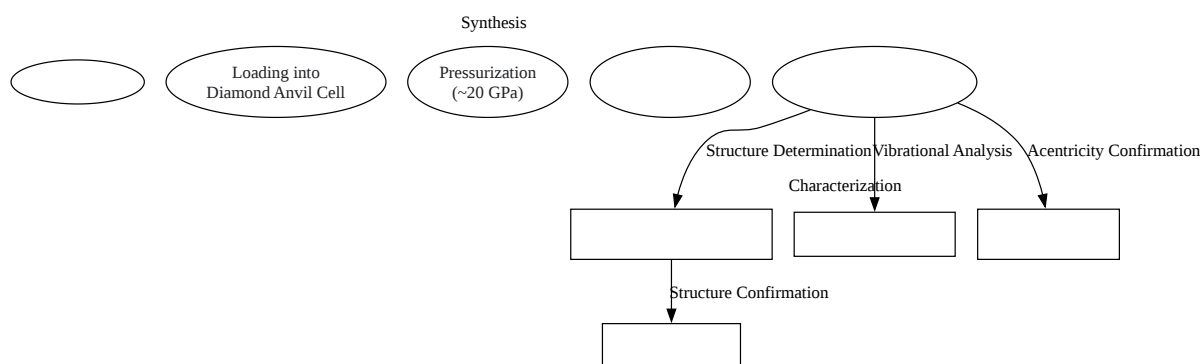 Synthesis
Loading into
Diamond Anvil Cell
Pressurization
(~20 GPa)
Structure Determination
Vibrational Analysis
Acentricity Confirmation
Characterization
Structure Confirmation